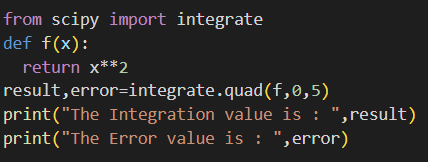 from scipy import integrate
def f(x):
  return x**2
result,error=integrate.quad(f,0,5)
print("The Integration value is : ",result)
print("The Error value is : ",error)